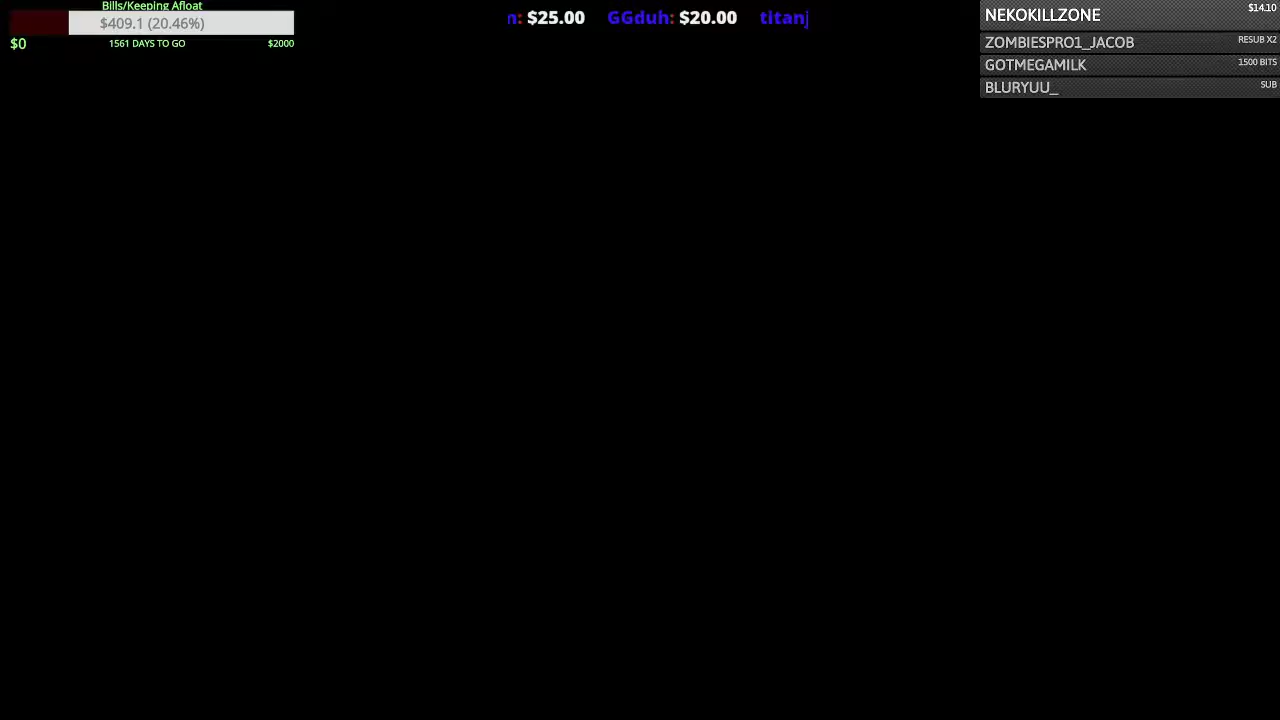 Bills/Keeping Afloat
$409.1 (20.46%)
$0 1561 DAYS TO GO $2000
n: $25.00 GGduh: $20.00 titanj
NEKOKILLZONE $14.10
ZOMBIESPRO1_JACOB RESUB X2
GOTMEGAMILK 1500 BITS
BLURYUU_ SUB